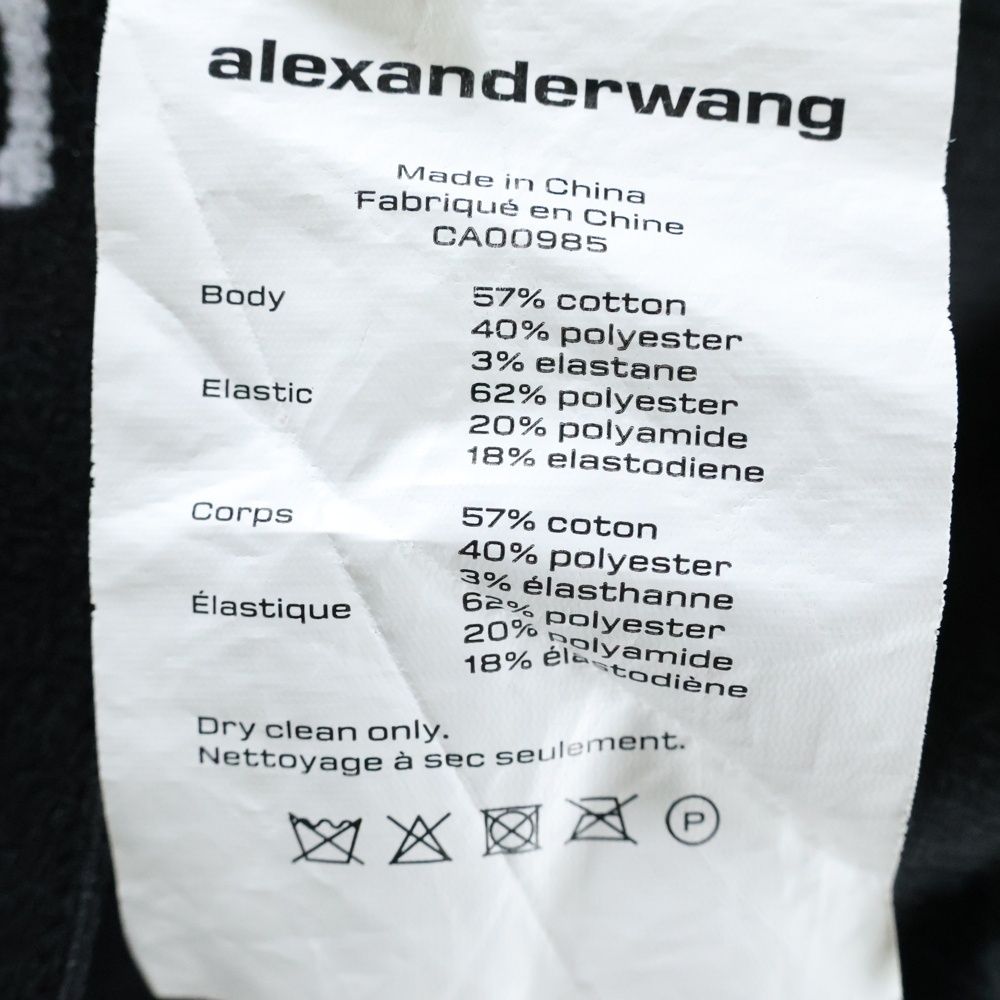 alexanderwang
Made in China
Fabriqué en Chine
CA00985
Body 57% cotton
40% polyester
3% elastane
Elastic 62% polyester
20% polyamide
18% elastodiene
Corps 57% coton
40% polyester
3% élasthanne
Élastique 62% polyester
20% polyamide
18% élastodiène
Dry clean only.
Nettoyage à sec seulement.
P